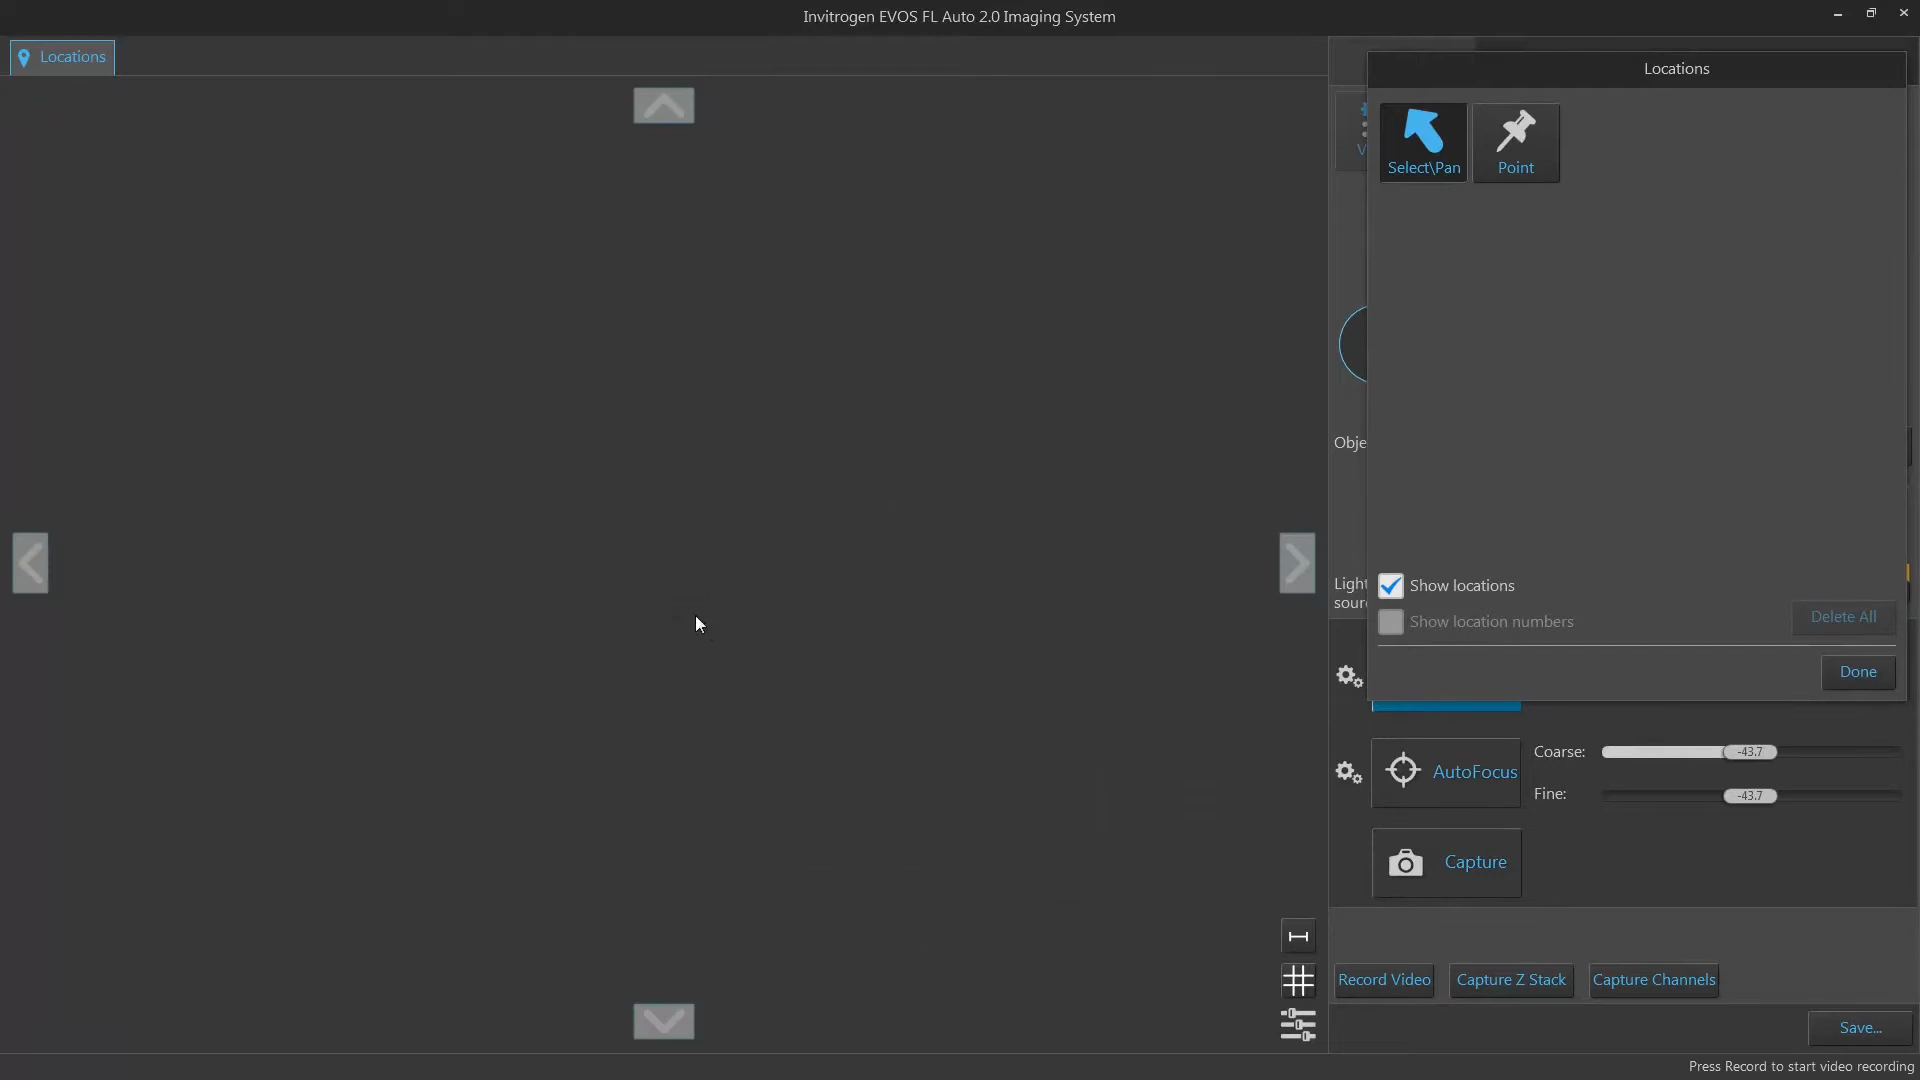 Invitrogen EVOS FL Auto 2.0 Imaging System
Locations
Locations
Select\Pan
Point
V
Obje
Light
sour
Show locations
Show location numbers
Delete All
Done
Coarse:
-43.7
AutoFocus
Fine:
-43.7
Capture
Record Video
Capture Z Stack
Capture Channels
Save...
Press Record to start video recording